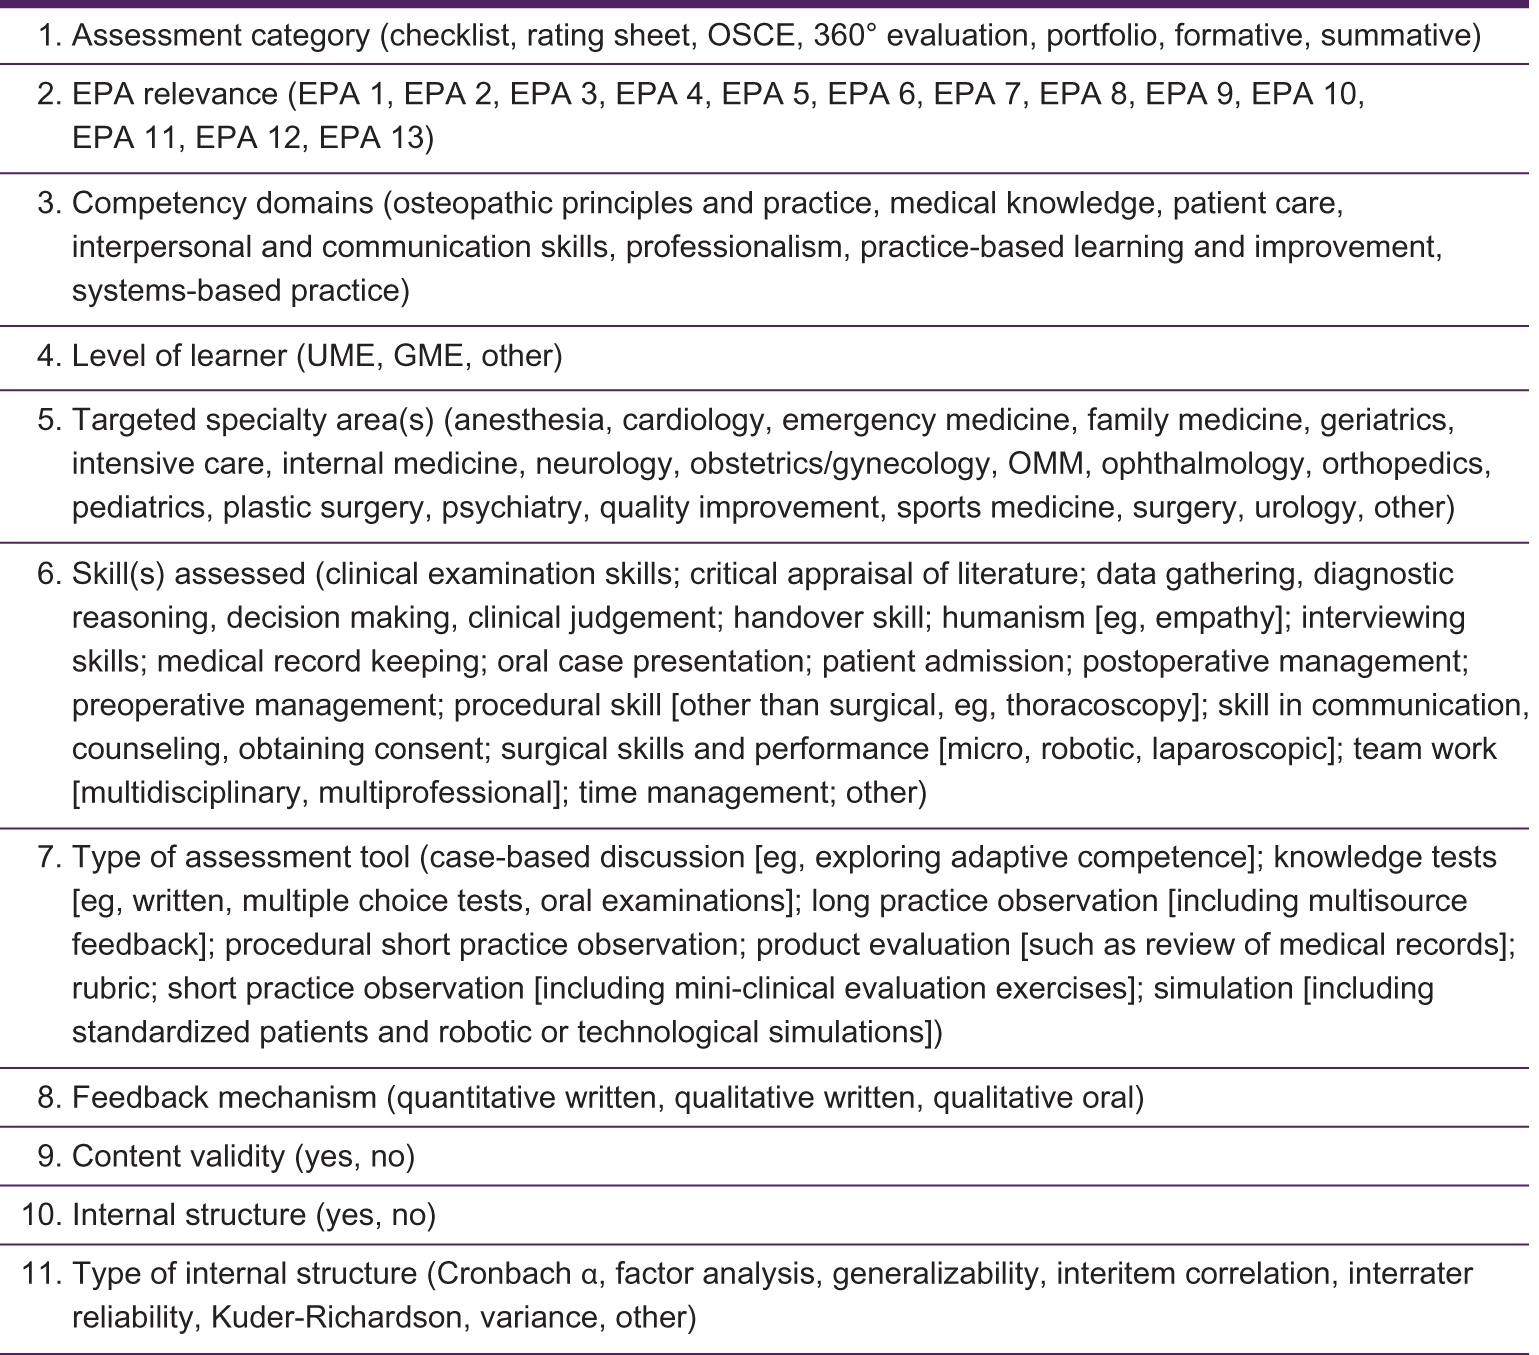 1. Assessment category (checklist, rating sheet, OSCE, 360° evaluation, portfolio, formative, summative)
2. EPA relevance (EPA 1, EPA 2, EPA 3, EPA 4, EPA 5, EPA 6, EPA 7, EPA 8, EPA 9, EPA 10,
EPA 11, EPA 12, EPA 13)
3. Competency domains (osteopathic principles and practice, medical knowledge, patient care,
interpersonal and communication skills, professionalism, practice-based learning and improvement,
systems-based practice)
4. Level of learner (UME, GME, other)
5. Targeted specialty area(s) (anesthesia, cardiology, emergency medicine, family medicine, geriatrics,
intensive care, internal medicine, neurology, obstetrics/gynecology, OMM, ophthalmology, orthopedics,
pediatrics, plastic surgery, psychiatry, quality improvement, sports medicine, surgery, urology, other)
6. Skill(s) assessed (clinical examination skills; critical appraisal of literature; data gathering, diagnostic
reasoning, decision making, clinical judgement; handover skill; humanism [eg, empathy]; interviewing
skills; medical record keeping; oral case presentation; patient admission; postoperative management;
preoperative management; procedural skill [other than surgical, eg, thoracoscopy]; skill in communication,
counseling, obtaining consent; surgical skills and performance [micro, robotic, laparoscopic]; team work
[multidisciplinary, multiprofessional]; time management; other)
7. Type of assessment tool (case-based discussion [eg, exploring adaptive competence]; knowledge tests
[eg, written, multiple choice tests, oral examinations]; long practice observation [including multisource
feedback]; procedural short practice observation; product evaluation [such as review of medical records];
rubric; short practice observation [including mini-clinical evaluation exercises]; simulation [including
standardized patients and robotic or technological simulations])
8. Feedback mechanism (quantitative written, qualitative written, qualitative oral)
9. Content validity (yes, no)
10. Internal structure (yes, no)
11. Type of internal structure (Cronbach α, factor analysis, generalizability, interitem correlation, interrater
reliability, Kuder-Richardson, variance, other)